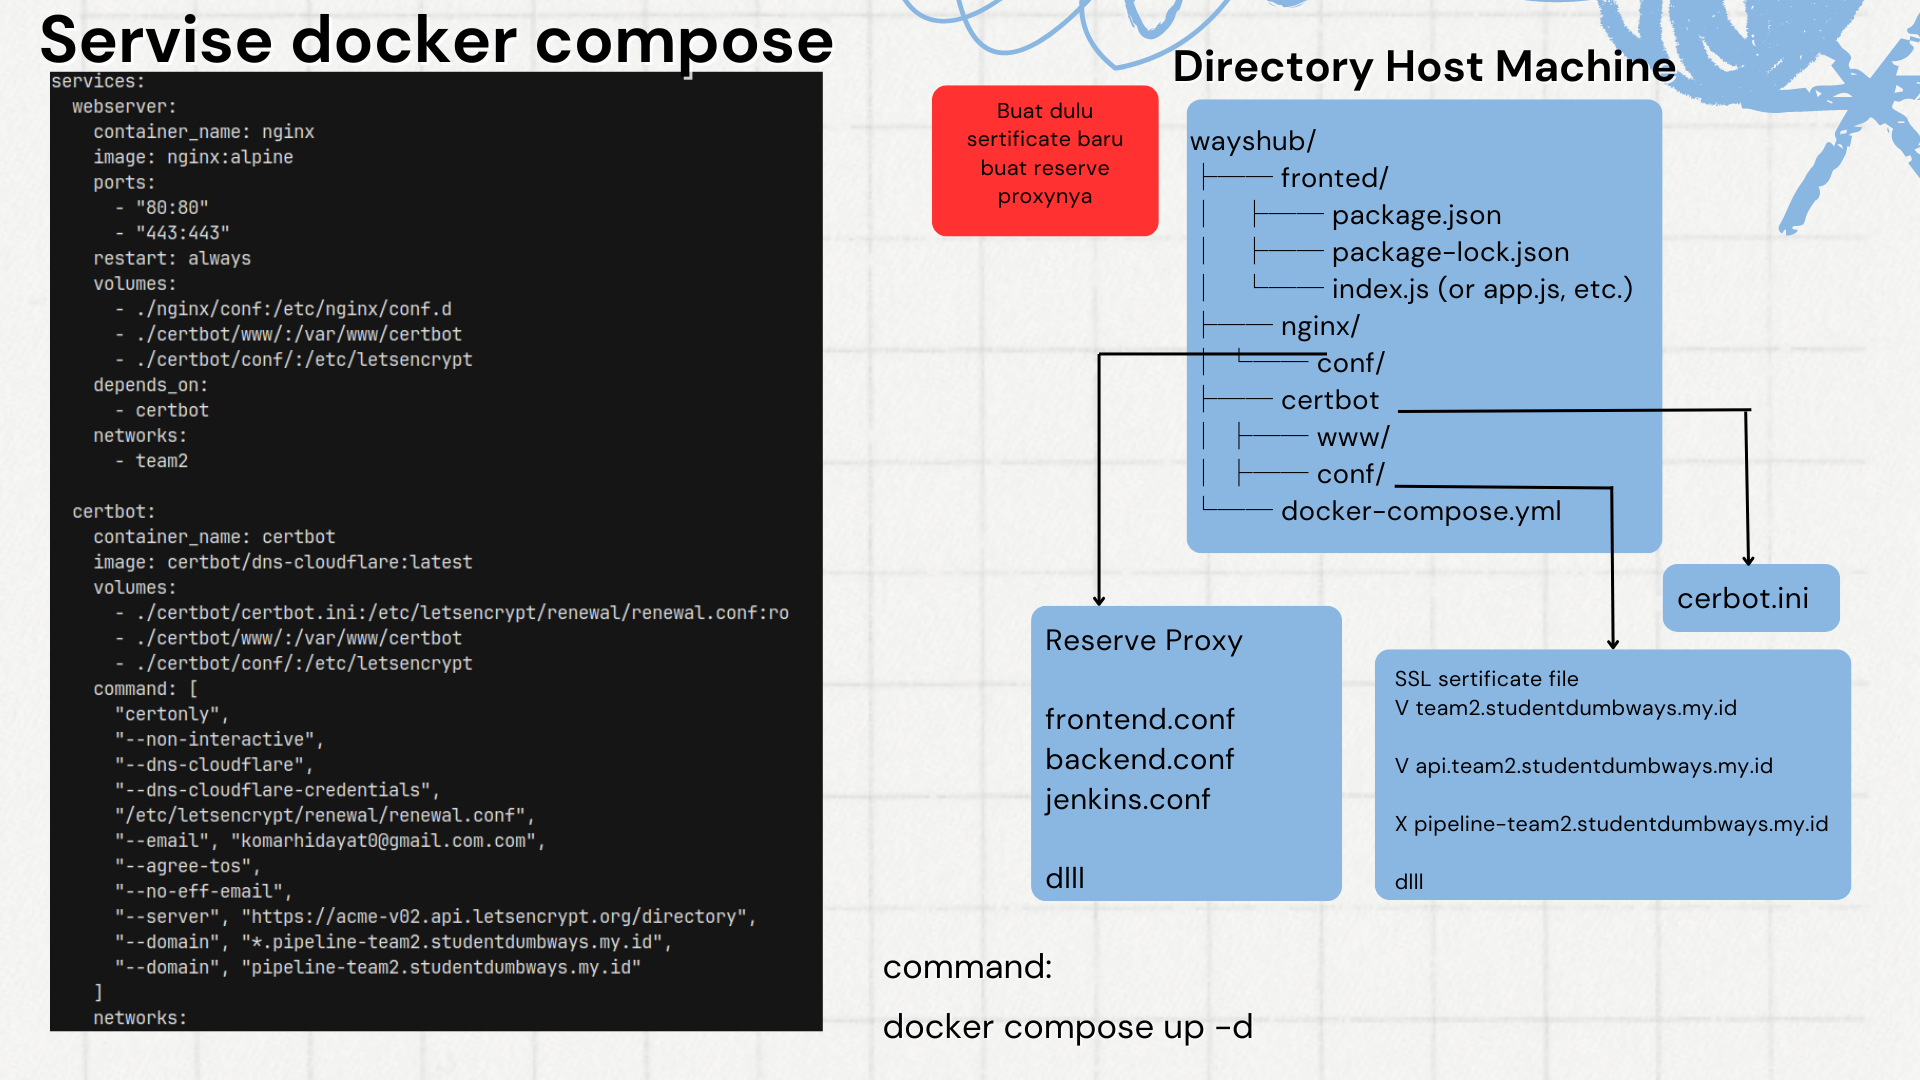 Servise docker compose
services:
  webserver:
    container_name: nginx
    image: nginx:alpine
    ports:
      - "80:80"
      - "443:443"
    restart: always
    volumes:
      - ./nginx/conf:/etc/nginx/conf.d
      - ./certbot/www/:/var/www/certbot
      - ./certbot/conf/:/etc/letsencrypt
    depends_on:
      - certbot
    networks:
      - team2
  certbot:
    container_name: certbot
    image: certbot/dns-cloudflare:latest
    volumes:
      - ./certbot/certbot.ini:/etc/letsencrypt/renewal/renewal.conf:ro
      - ./certbot/www/:/var/www/certbot
      - ./certbot/conf/:/etc/letsencrypt
    command: [
      "certonly",
      "--non-interactive",
      "--dns-cloudflare",
      "--dns-cloudflare-credentials",
      "/etc/letsencrypt/renewal/renewal.conf",
      "--email", "komarhidayat0@gmail.com.com",
      "--agree-tos",
      "--no-eff-email",
      "--server", "https://acme-v02.api.letsencrypt.org/directory",
      "--domain", "*.pipeline-team2.studentdumbways.my.id",
      "--domain", "pipeline-team2.studentdumbways.my.id"
    ]
    networks:
Buat dulu
sertificate baru
buat reserve
proxynya
Directory Host Machine
wayshub/
├── fronted/
│   ├── package.json
│   ├── package-lock.json
│   └── index.js (or app.js, etc.)
├── nginx/
│   └── conf/
├── certbot
│   ├── www/
│   ├── conf/
└── docker-compose.yml
Reserve Proxy
frontend.conf
backend.conf
jenkins.conf
dlll
cerbot.ini
SSL sertificate file
V team2.studentdumbways.my.id
V api.team2.studentdumbways.my.id
X pipeline-team2.studentdumbways.my.id
dlll
command:
docker compose up -d